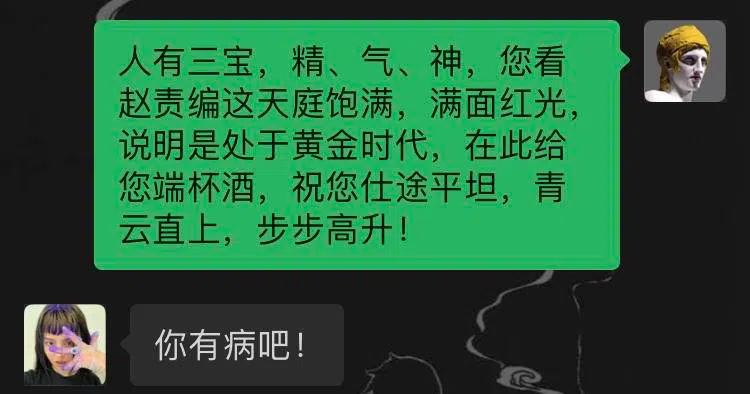 人有三宝，精、气、神，您看
赵责编这天庭饱满，满面红光，
说明是处于黄金时代，在此给
您端杯酒，祝您仕途平坦，青
云直上，步步高升！
你有病吧！